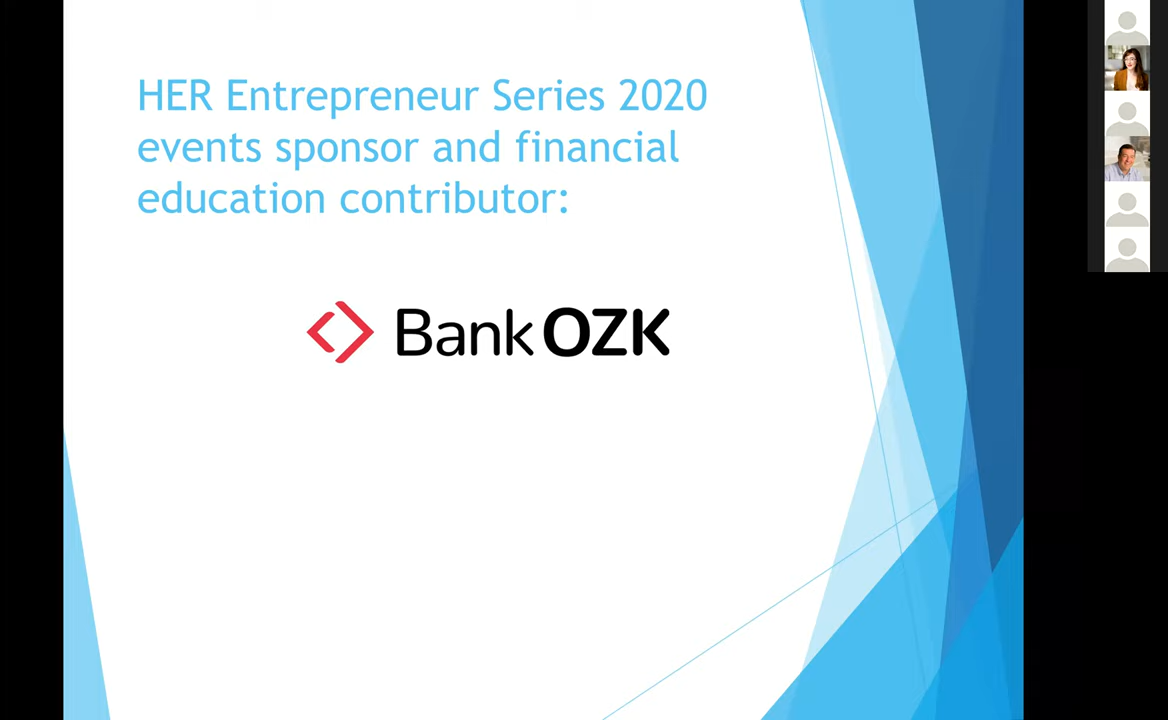 HER Entrepreneur Series 2020
events sponsor and financial
education contributor:
Bank OZK